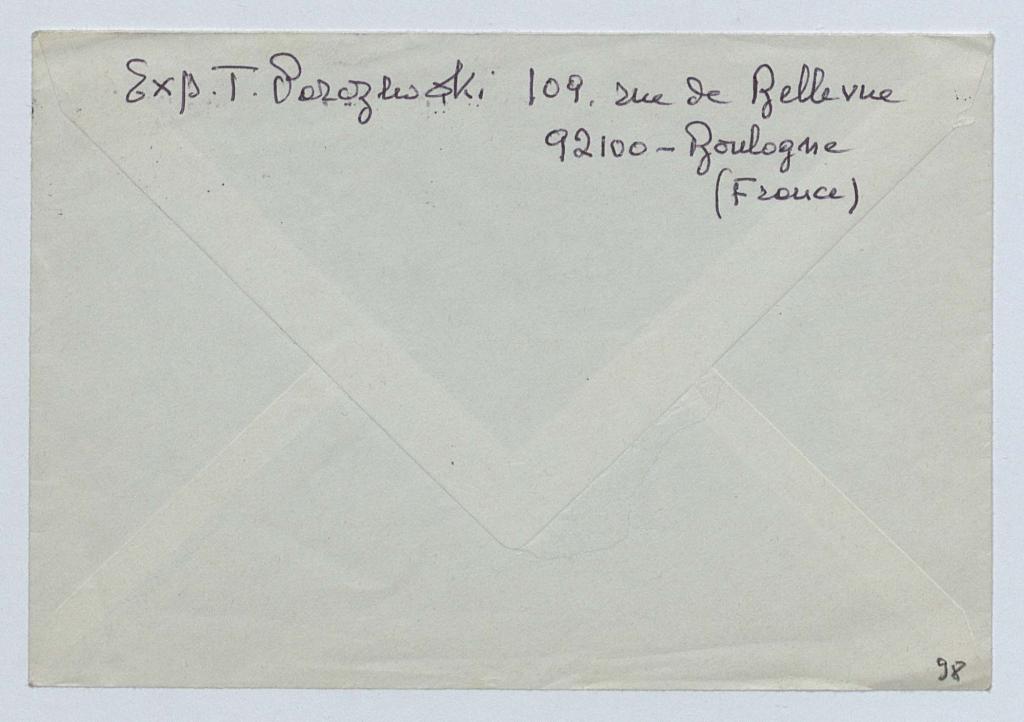 Exp. T. 109, rue de Bellevue
92100 - Boulogne
(France)
98